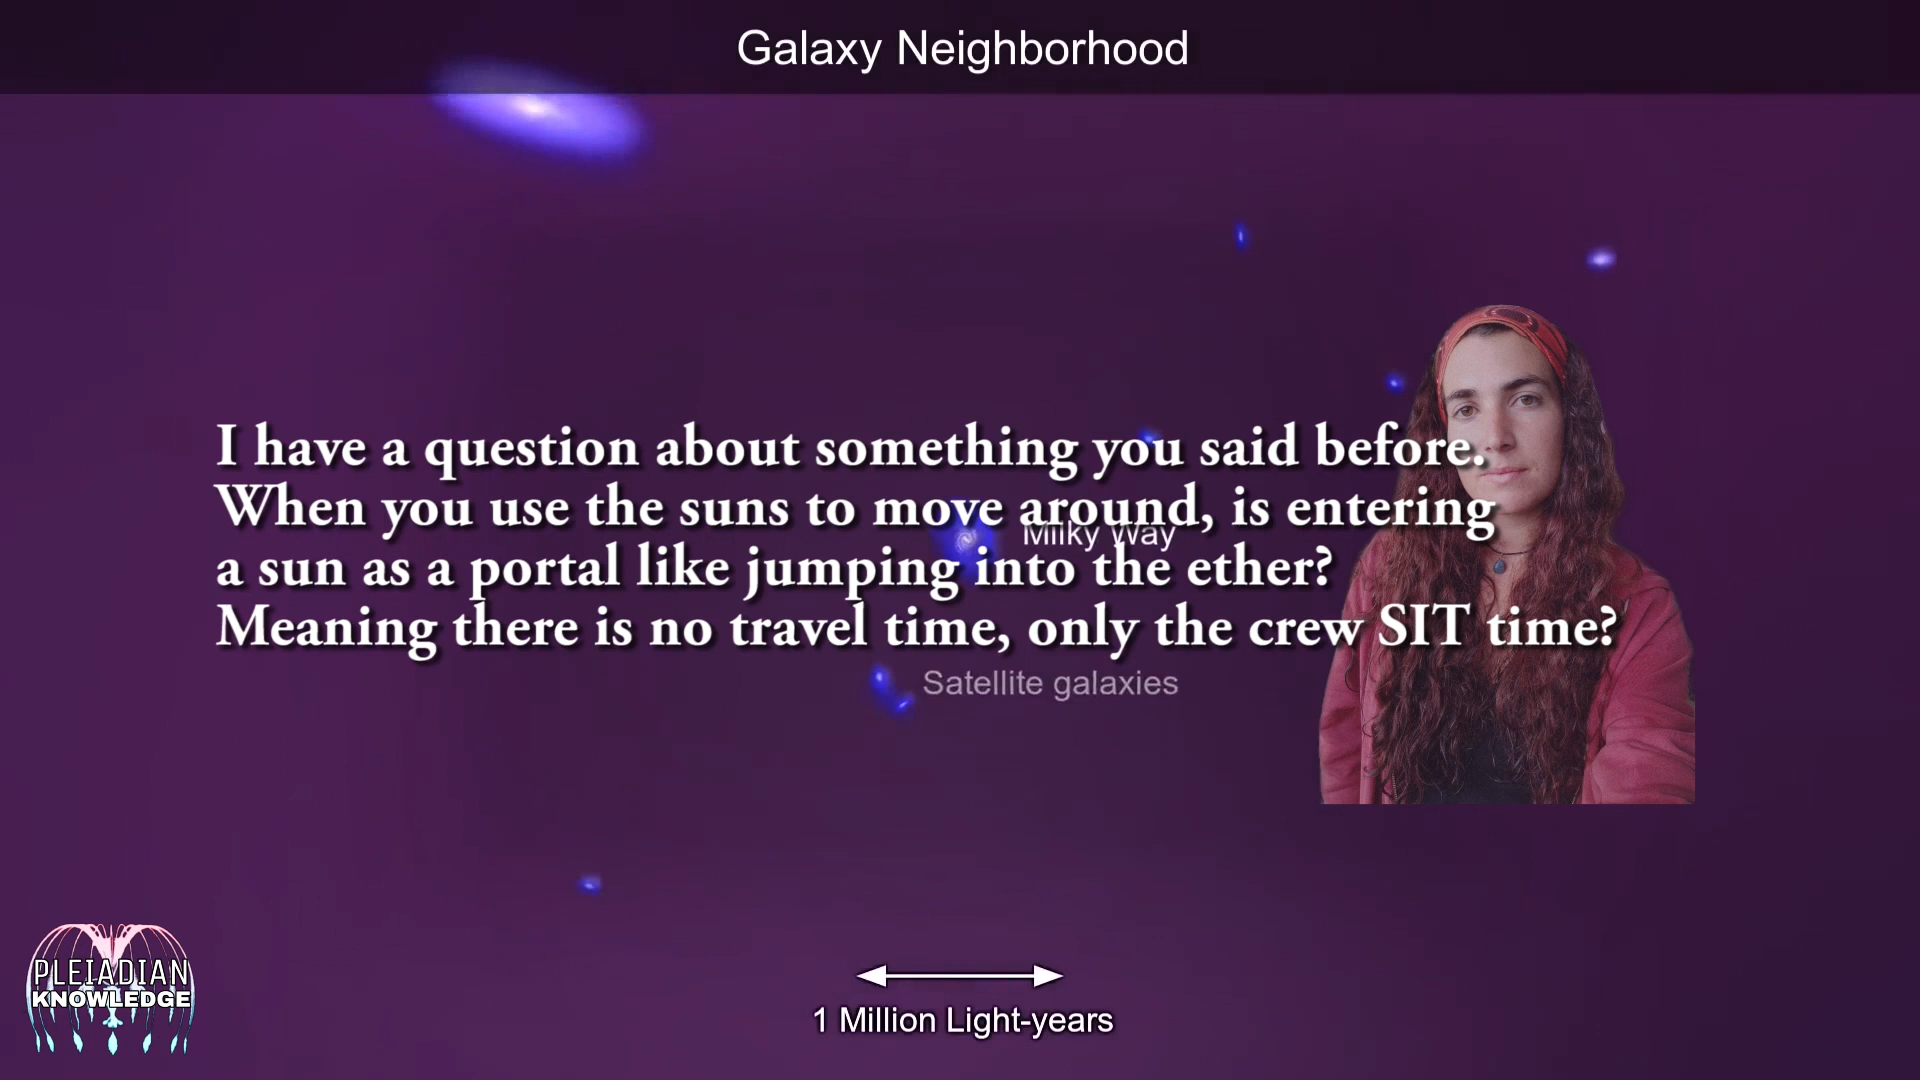 Galaxy Neighborhood
I have a question about something you said before.
When you use the suns to move around, is entering
Milky Way
a sun as a portal like jumping into the ether?
Meaning there is no travel time, only the crew SIT time?
Satellite galaxies
PLEIADIAN
KNOWLEDGE
1 Million Light-years